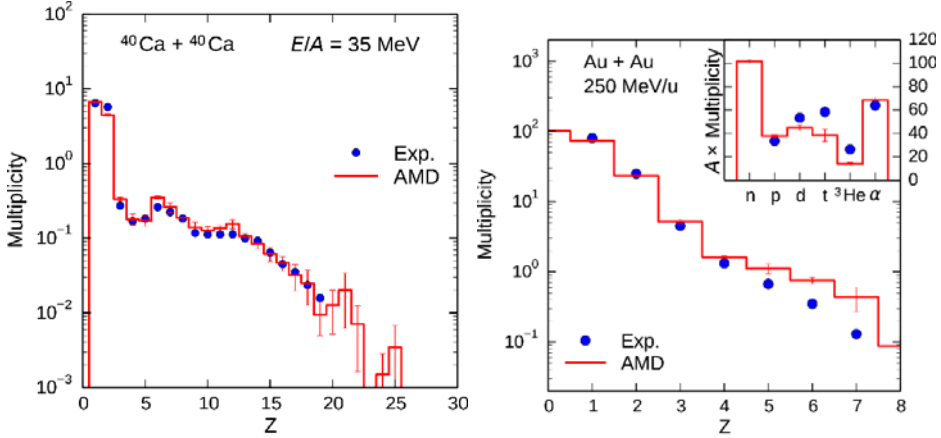 10²
⁴⁰Ca + ⁴⁰Ca
E/A = 35 MeV
10¹
10⁰
10⁻¹
10⁻²
10⁻³
Multiplicity
Exp.
AMD
0 5 10 15 20 25 30
Z
10³
10²
10¹
10⁰
10⁻¹
Multiplicity
Au + Au
250 MeV/u
A × Multiplicity
120
100
80
60
40
20
0
n p d t ³He α
Exp.
AMD
0 1 2 3 4 5 6 7 8
Z